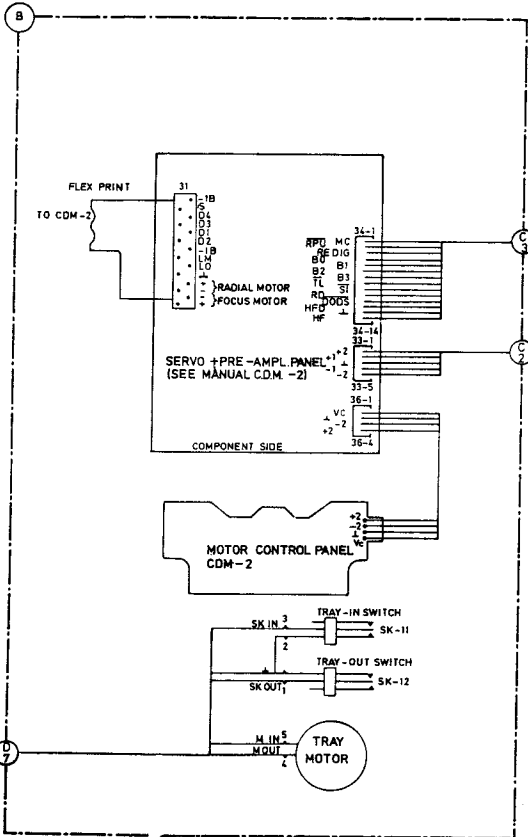 B
FLEX PRINT
31
TO CDM-2
-1B
S
D4
D3
D1
D2
-1B
LM
LO
⊥
+
- }RADIAL MOTOR
-
+ }FOCUS MOTOR
34-1
MC
RPU
RE DIG
B0
B1
B2
B3
TL
SI
RD
DODS
HFD
⊥
HF
34-14
C
3
33-1
+2
+1
-1 ⊥
-2
33-5
C
2
SERVO + PRE-AMPL.PANEL
(SEE MANUAL C.D.M. -2)
36-1
VC
⊥ -2
+2
36-4
COMPONENT SIDE
+2
-2
⊥
Vc
MOTOR CONTROL PANEL
CDM-2
TRAY-IN SWITCH
SK IN 3
SK-11
2
TRAY-OUT SWITCH
SK-12
SK OUT 1
D
7
M IN 5
M OUT 4
TRAY
MOTOR